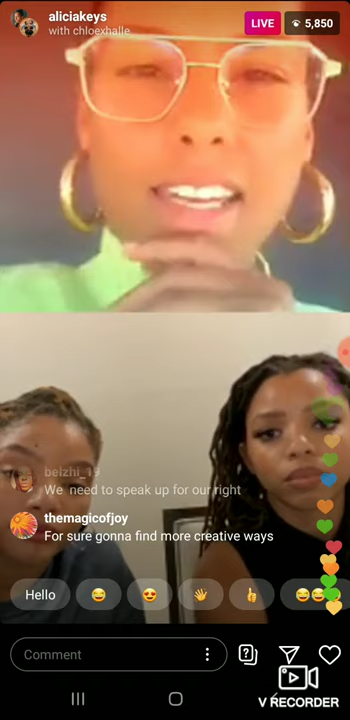 aliciakeys
LIVE
5,850
with chloexhalle
beizhi_19
We need to speak up for our right
themagicofjoy
For sure gonna find more creative ways
Hello
Comment
V RECORDER